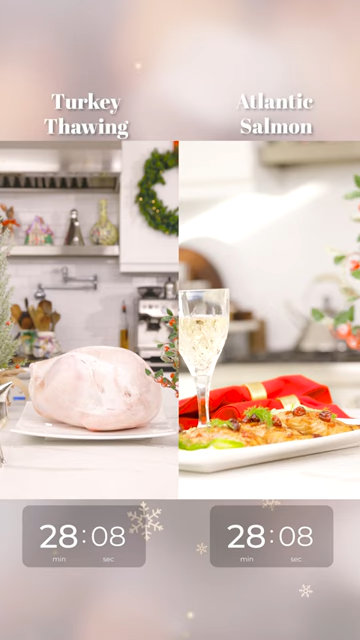 Turkey
Thawing
Atlantic
Salmon
28:08
min sec
28:08
min sec